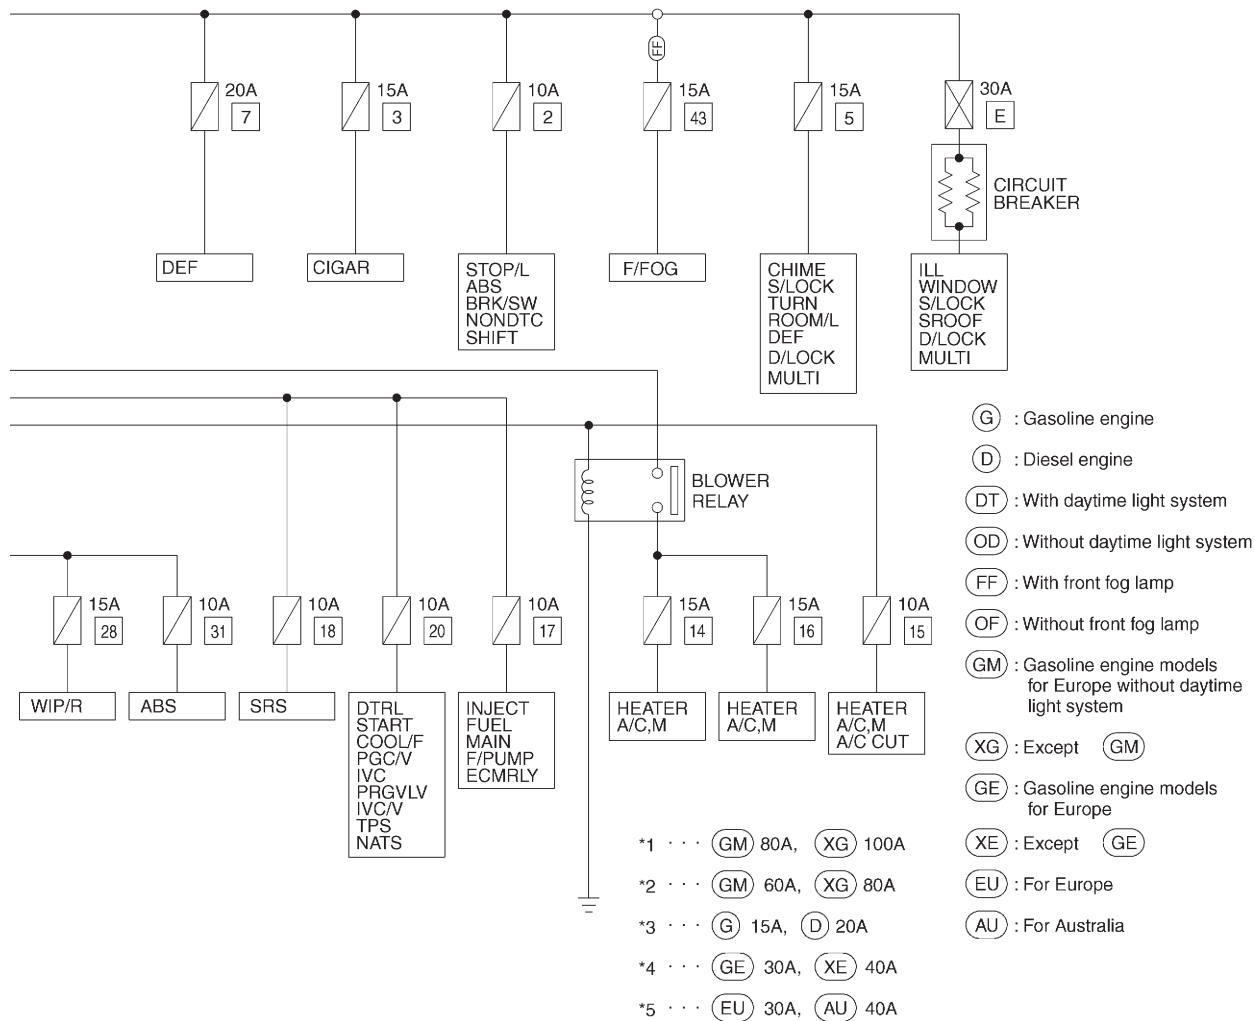 20A
7
15A
3
10A
2
FF
15A
43
15A
5
30A
E
CIRCUIT
BREAKER
DEF
CIGAR
STOP/L
ABS
BRK/SW
NONDTC
SHIFT
F/FOG
CHIME
S/LOCK
TURN
ROOM/L
DEF
D/LOCK
MULTI
ILL
WINDOW
S/LOCK
SROOF
D/LOCK
MULTI
BLOWER
RELAY
15A
28
10A
31
10A
18
10A
20
10A
17
15A
14
15A
16
10A
15
WIP/R
ABS
SRS
DTRL
START
COOL/F
PGC/V
IVC
PRGVLV
IVC/V
TPS
NATS
INJECT
FUEL
MAIN
F/PUMP
ECMRLY
HEATER
A/C,M
HEATER
A/C,M
HEATER
A/C,M
A/C CUT
G : Gasoline engine
D : Diesel engine
DT : With daytime light system
OD : Without daytime light system
FF : With front fog lamp
OF : Without front fog lamp
GM : Gasoline engine models
for Europe without daytime
light system
XG : Except GM
GE : Gasoline engine models
for Europe
XE : Except GE
EU : For Europe
AU : For Australia
*1 · · · GM 80A, XG 100A
*2 · · · GM 60A, XG 80A
*3 · · · G 15A, D 20A
*4 · · · GE 30A, XE 40A
*5 · · · EU 30A, AU 40A